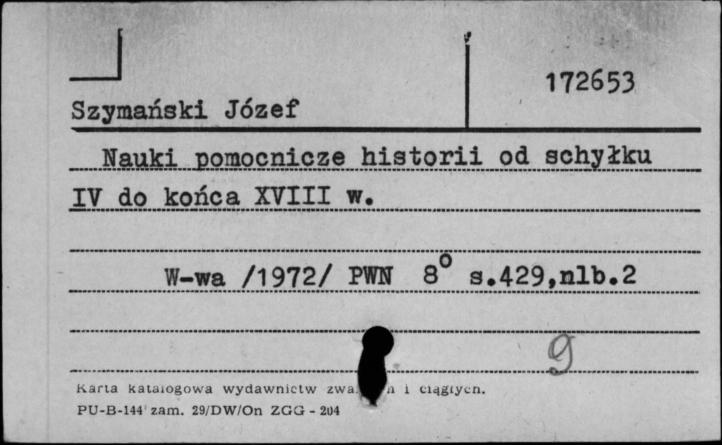 172653
Szymański Józef
Nauki pomocnicze historii od schyłku
IV do końca XVIII w.
W-wa /1972/ PWN 8° s.429,nlb.2
9
Karta katalogowa wydawnictw i ciągłych.
PU-B-144 zam. 29/DW/On ZGG - 204